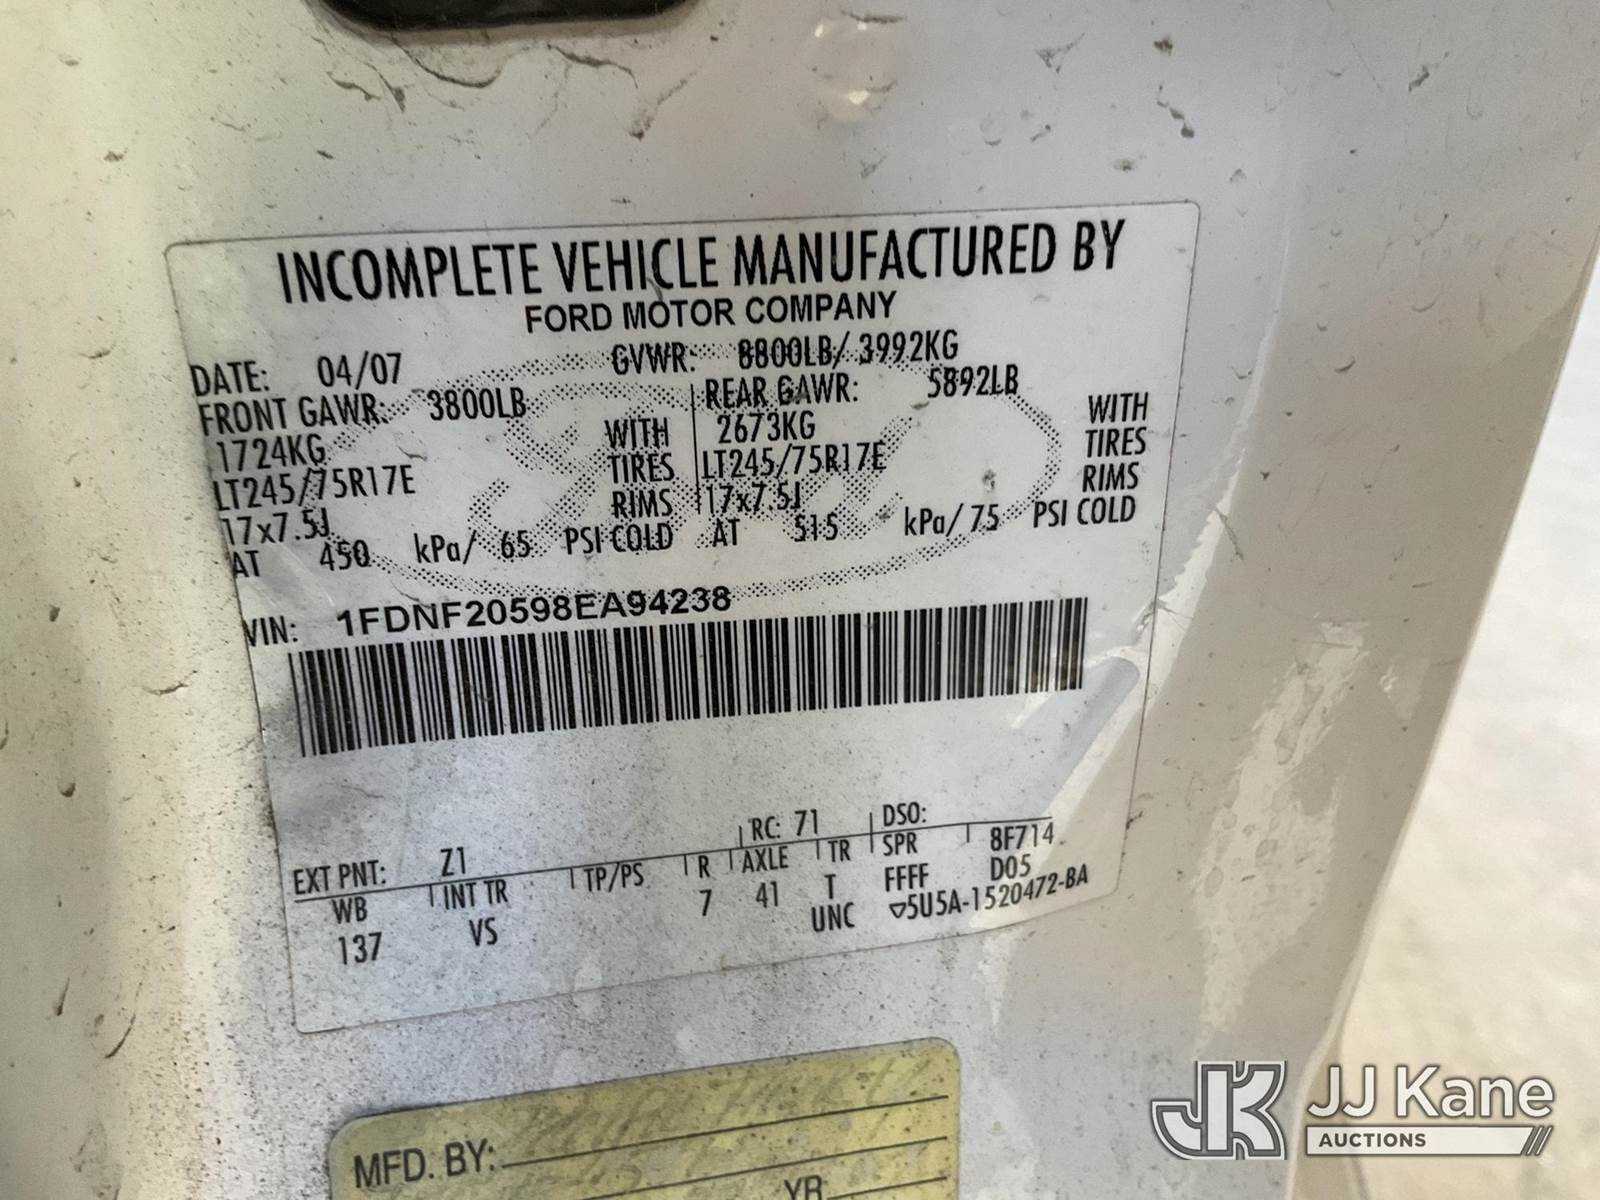 INCOMPLETE VEHICLE MANUFACTURED BY
FORD MOTOR COMPANY
DATE: 04/07 GVWR: 8800LB/ 3992KG
FRONT GAWR: 3800LB REAR GAWR: 5892LB
1724KG WITH 2673KG WITH
LT245/75R17E TIRES LT245/75R17E TIRES
17x7.5J RIMS 17x7.5J RIMS
AT 450 kPa/ 65 PSI COLD AT 515 kPa/ 75 PSI COLD
VIN: 1FDNF20598EA94238
EXT PNT: Z1 RC: 71 DSO:
WB INT TR TP/PS R AXLE TR SPR 8F714
137 VS 7 41 T FFFF D05
UNC ▽5U5A-1520472-BA
MFD. BY:
YR
JK JJ Kane
AUCTIONS